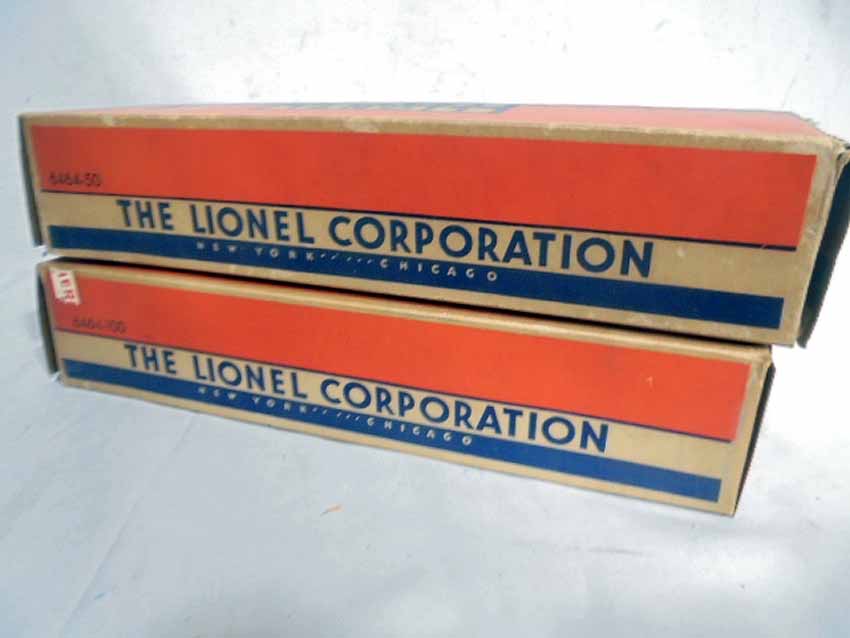 6464-50
THE LIONEL CORPORATION
NEW YORK ····· CHICAGO
6464-100
THE LIONEL CORPORATION
NEW YORK ····· CHICAGO